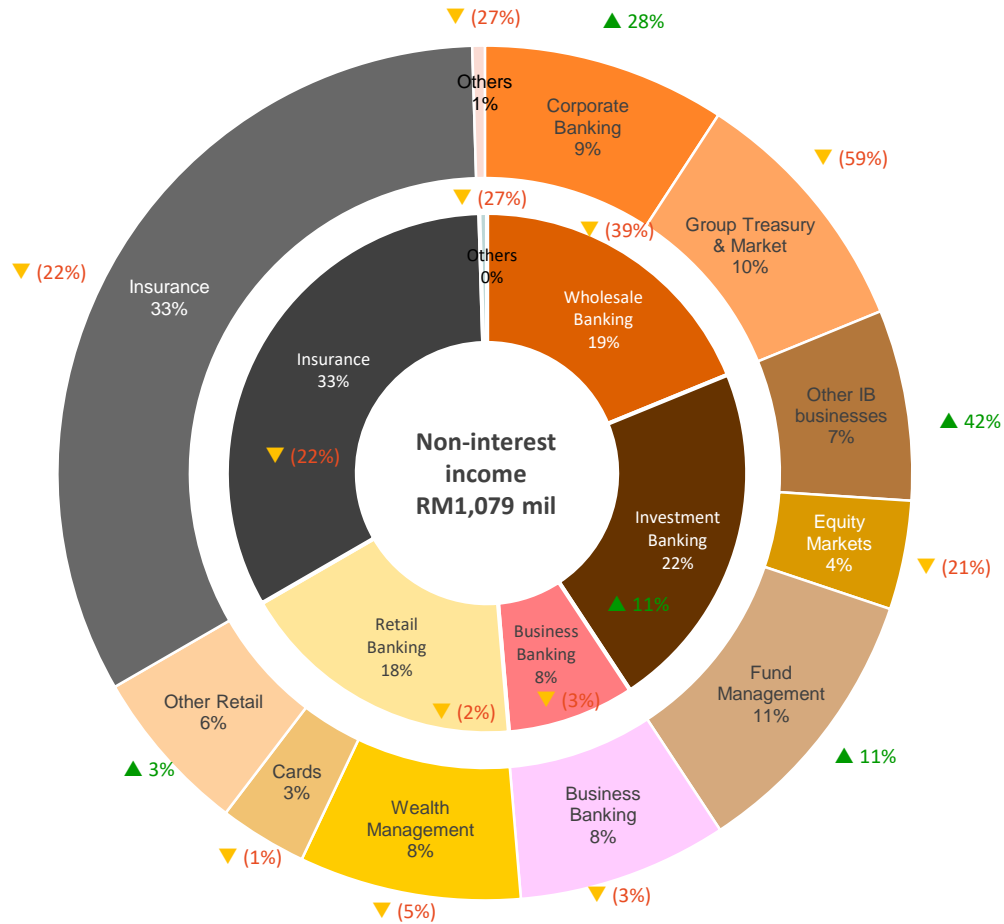 ▼ (27%)
▲ 28%
Others
1%
Corporate
Banking
9%
▼ (59%)
▼ (27%)
▼ (39%)
Group Treasury
& Market
10%
▼ (22%)
Insurance
33%
Others
0%
Wholesale
Banking
19%
Insurance
33%
Other IB
businesses
7%
▲ 42%
▼ (22%)
Non-interest
income
RM1,079 mil
Investment
Banking
22%
Equity
Markets
4%
▼ (21%)
▲ 11%
Retail
Banking
18%
Business
Banking
8%
▼ (2%)
▼ (3%)
Fund
Management
11%
▲ 11%
Other Retail
6%
▲ 3%
Cards
3%
▼ (1%)
Wealth
Management
8%
▼ (5%)
Business
Banking
8%
▼ (3%)